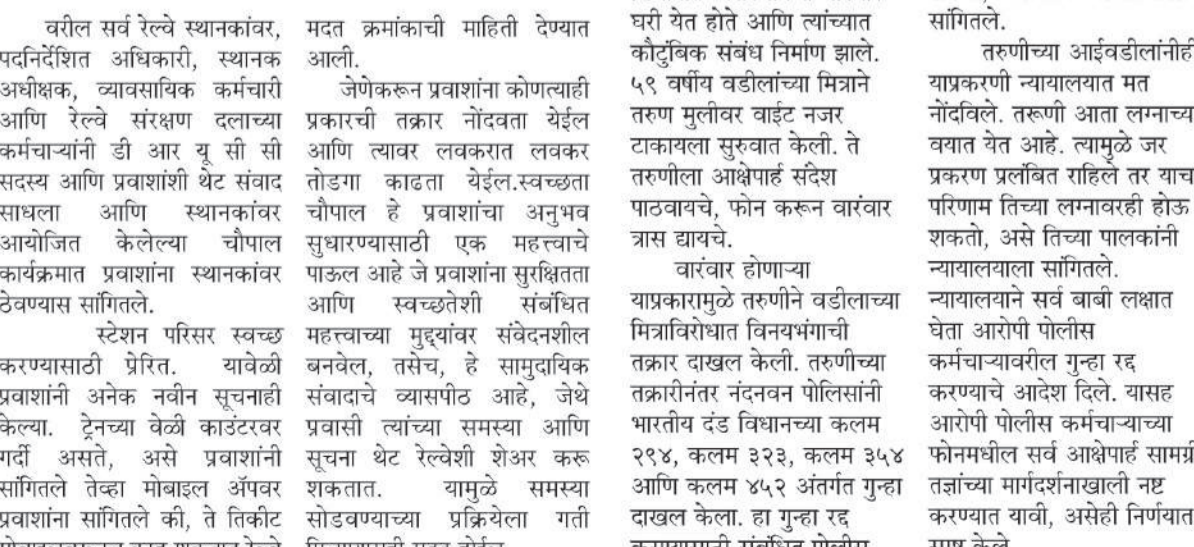 वरील सर्व रेल्वे स्थानकांवर,
पदनिर्देशित अधिकारी, स्थानक
अधीक्षक, व्यावसायिक कर्मचारी
आणि रेल्वे संरक्षण दलाच्या
कर्मचाऱ्यांनी डी आर यू सी सी
सदस्य आणि प्रवाशांशी थेट संवाद
साधला आणि स्थानकांवर
आयोजित केलेल्या चौपाल
कार्यक्रमात प्रवाशांना स्थानकांवर
ठेवण्यास सांगितले.
स्टेशन परिसर स्वच्छ
करण्यासाठी प्रेरित. यावेळी
प्रवाशांनी अनेक नवीन सूचनाही
केल्या. ट्रेनच्या वेळी काउंटरवर
गर्दी असते, असे प्रवाशांनी
सांगितले तेव्हा मोबाइल ॲपवर
प्रवाशांना सांगितले की, ते तिकीट
मदत क्रमांकाची माहिती देण्यात
आली.
जेणेकरून प्रवाशांना कोणत्याही
प्रकारची तक्रार नोंदवता येईल
आणि त्यावर लवकरात लवकर
तोडगा काढता येईल.स्वच्छता
चौपाल हे प्रवाशांचा अनुभव
सुधारण्यासाठी एक महत्त्वाचे
पाऊल आहे जे प्रवाशांना सुरक्षितता
आणि स्वच्छतेशी संबंधित
महत्त्वाच्या मुद्द्यांवर संवेदनशील
बनवेल, तसेच, हे सामुदायिक
संवादाचे व्यासपीठ आहे, जेथे
प्रवासी त्यांच्या समस्या आणि
सूचना थेट रेल्वेशी शेअर करू
शकतात. यामुळे समस्या
सोडवण्याच्या प्रक्रियेला गती
घरी येत होते आणि त्यांच्यात
कौटुंबिक संबंध निर्माण झाले.
५९ वर्षीय वडीलांच्या मित्राने
तरुण मुलीवर वाईट नजर
टाकायला सुरुवात केली. ते
तरुणीला आक्षेपार्ह संदेश
पाठवायचे, फोन करून वारंवार
त्रास द्यायचे.
वारंवार होणाऱ्या
याप्रकारामुळे तरुणीने वडीलाच्या
मित्राविरोधात विनयभंगाची
तक्रार दाखल केली. तरुणीच्या
तक्रारीनंतर नंदनवन पोलिसांनी
भारतीय दंड विधानच्या कलम
२९४, कलम ३२३, कलम ३५४
आणि कलम ४५२ अंतर्गत गुन्हा
दाखल केला. हा गुन्हा रद्द
सांगितले.
तरुणीच्या आईवडीलांनीही
याप्रकरणी न्यायालयात मत
नोंदविले. तरूणी आता लग्नाच्य
वयात येत आहे. त्यामुळे जर
प्रकरण प्रलंबित राहिले तर याच
परिणाम तिच्या लग्नावरही होऊ
शकतो, असे तिच्या पालकांनी
न्यायालयाला सांगितले.
न्यायालयाने सर्व बाबी लक्षात
घेता आरोपी पोलीस
कर्मचाऱ्यावरील गुन्हा रद्द
करण्याचे आदेश दिले. यासह
आरोपी पोलीस कर्मचाऱ्याच्या
फोनमधील सर्व आक्षेपार्ह सामग्र
तज्ञांच्या मार्गदर्शनाखाली नष्ट
करण्यात यावी, असेही निर्णयात